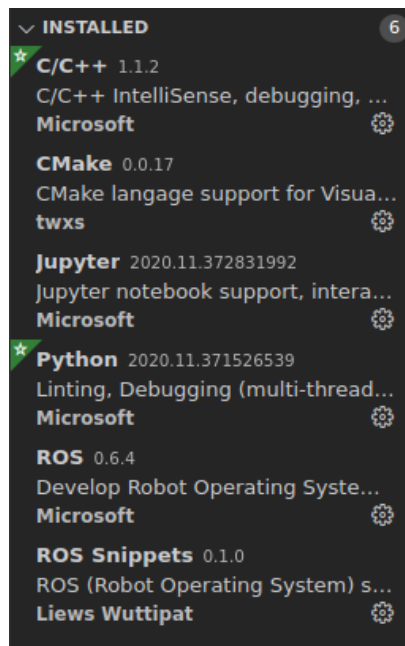 INSTALLED 6
C/C++ 1.1.2
C/C++ IntelliSense, debugging, ...
Microsoft
CMake 0.0.17
CMake langage support for Visua...
twxs
Jupyter 2020.11.372831992
Jupyter notebook support, intera...
Microsoft
Python 2020.11.371526539
Linting, Debugging (multi-thread...
Microsoft
ROS 0.6.4
Develop Robot Operating Syste...
Microsoft
ROS Snippets 0.1.0
ROS (Robot Operating System) s...
Liews Wuttipat